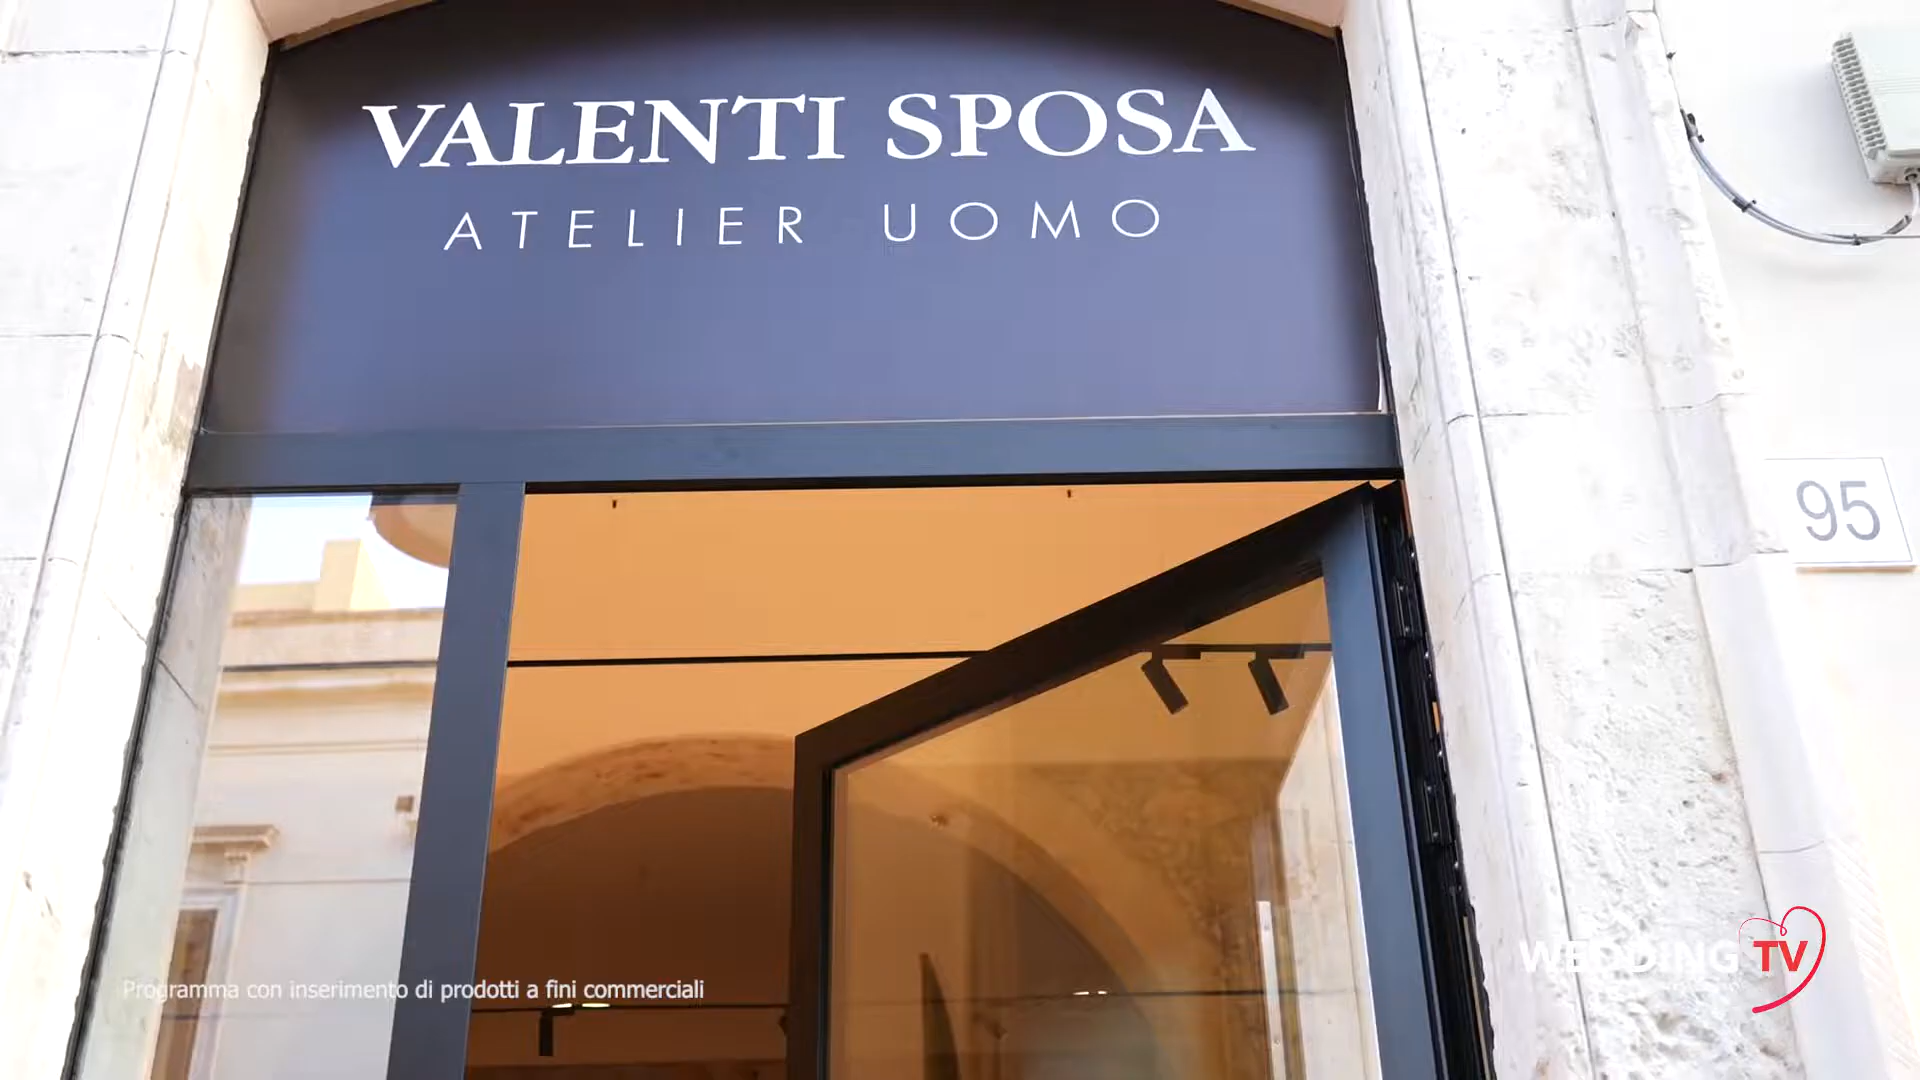 VALENTI SPOSA
ATELIER UOMO
95
Programma con inserimento di prodotti a fini commerciali
WEDDING TV